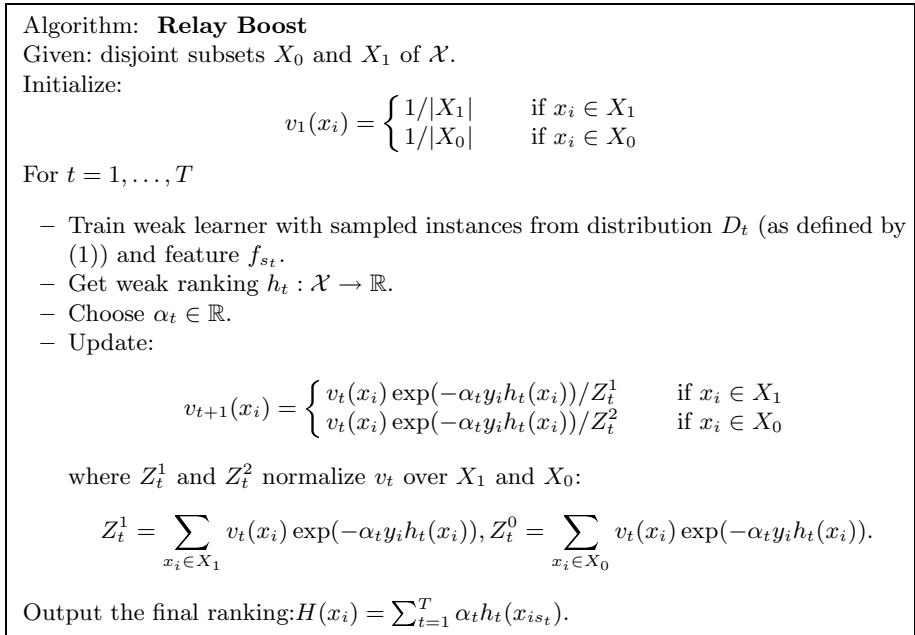 Algorithm: Relay Boost
Given: disjoint subsets X_0 and X_1 of 𝒳.
Initialize:
v_1(x_i) = { 1/|X_1| if x_i ∈ X_1
1/|X_0| if x_i ∈ X_0
For t = 1, . . . , T
– Train weak learner with sampled instances from distribution D_t (as defined by
(1)) and feature f_{s_t}.
– Get weak ranking h_t : 𝒳 → ℝ.
– Choose α_t ∈ ℝ.
– Update:
v_{t+1}(x_i) = { v_t(x_i) exp(−α_t y_i h_t(x_i))/Z_t^1 if x_i ∈ X_1
v_t(x_i) exp(−α_t y_i h_t(x_i))/Z_t^2 if x_i ∈ X_0
where Z_t^1 and Z_t^2 normalize v_t over X_1 and X_0:
Z_t^1 = ∑_{x_i∈X_1} v_t(x_i) exp(−α_t y_i h_t(x_i)), Z_t^0 = ∑_{x_i∈X_0} v_t(x_i) exp(−α_t y_i h_t(x_i)).
Output the final ranking:H(x_i) = ∑_{t=1}^T α_t h_t(x_{is_t}).